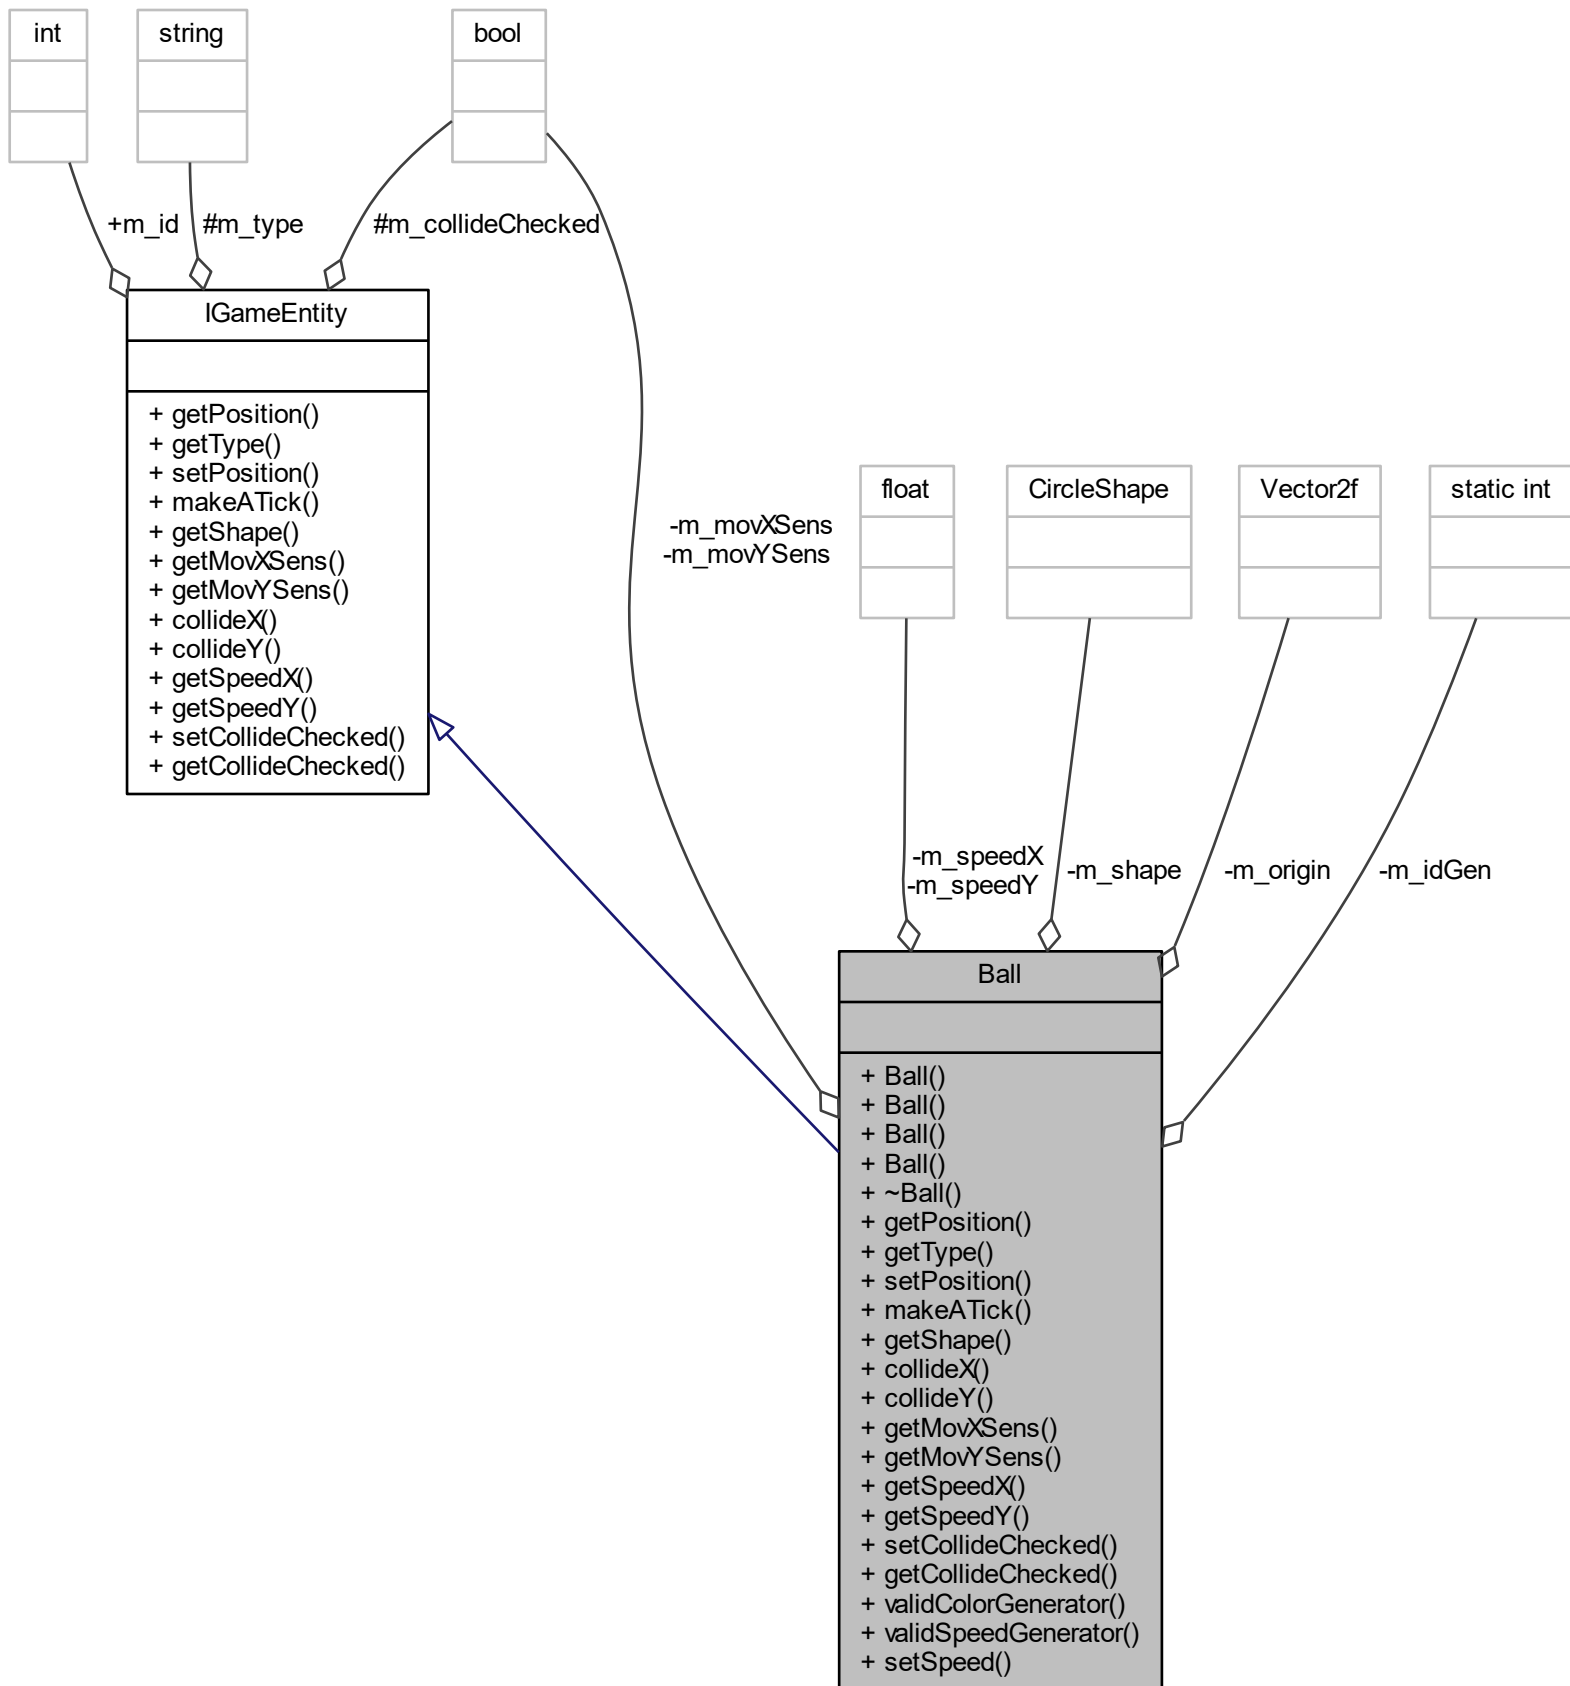 int
string
bool
+m_id
#m_type
#m_collideChecked
IGameEntity
+ getPosition()
+ getType()
+ setPosition()
+ makeATick()
+ getShape()
+ getMovXSens()
+ getMovYSens()
+ collideX()
+ collideY()
+ getSpeedX()
+ getSpeedY()
+ setCollideChecked()
+ getCollideChecked()
-m_movXSens
-m_movYSens
float
CircleShape
Vector2f
static int
-m_speedX
-m_speedY
-m_shape
-m_origin
-m_idGen
Ball
+ Ball()
+ Ball()
+ Ball()
+ Ball()
+ ~Ball()
+ getPosition()
+ getType()
+ setPosition()
+ makeATick()
+ getShape()
+ collideX()
+ collideY()
+ getMovXSens()
+ getMovYSens()
+ getSpeedX()
+ getSpeedY()
+ setCollideChecked()
+ getCollideChecked()
+ validColorGenerator()
+ validSpeedGenerator()
+ setSpeed()